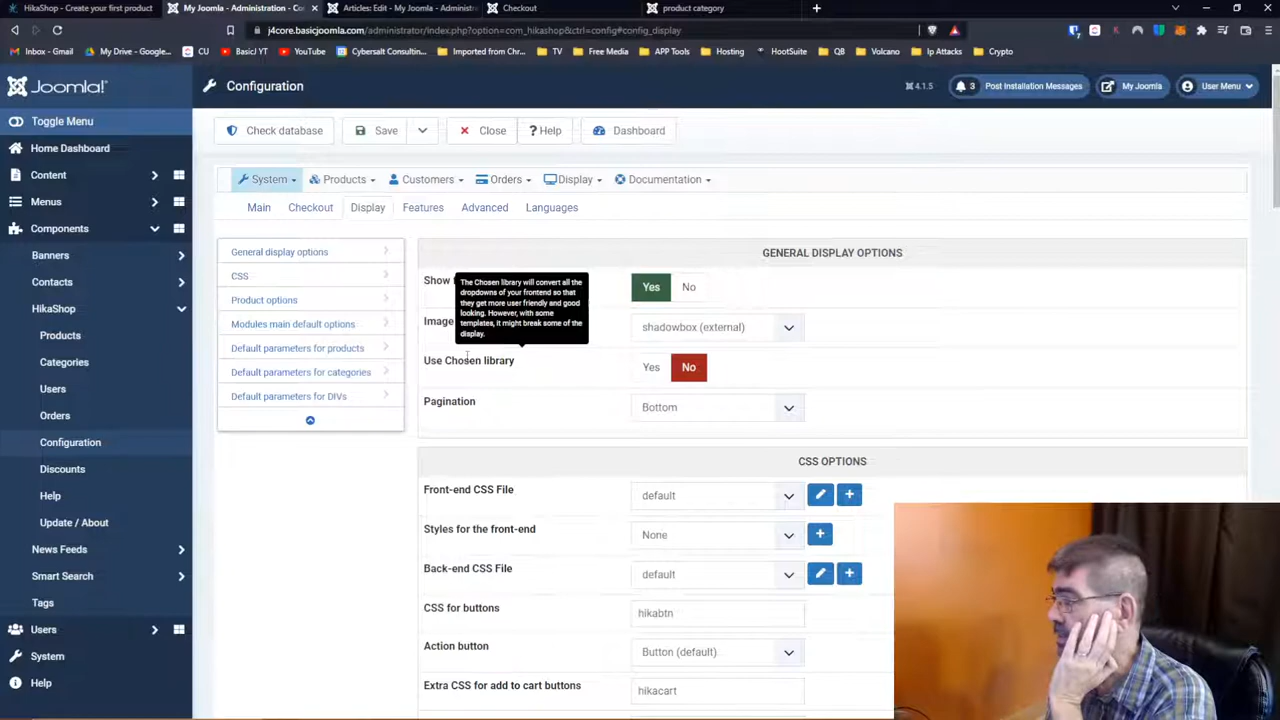 HikaShop - Create your first product
My Joomla - Administration - Co
Articles: Edit - My Joomla - Administr
Checkout
product category
j4core.basicjoomla.com/administrator/index.php?option=com_hikashop&ctrl=config#config_display
Inbox - Gmail
My Drive - Google...
CU
BasicJ YT
YouTube
Cybersalt Consulting...
Imported from Chr...
TV
Free Media
APP Tools
Hosting
HootSuite
QB
Volcano
Ip Attacks
Crypto
Joomla!
Configuration
4.1.5
3 Post Installation Messages
My Joomla
User Menu
Toggle Menu
Home Dashboard
Content
Menus
Components
Banners
Contacts
HikaShop
Products
Categories
Users
Orders
Configuration
Discounts
Help
Update / About
News Feeds
Smart Search
Tags
Users
System
Help
Check database
Save
Close
? Help
Dashboard
System
Products
Customers
Orders
Display
Documentation
Main
Checkout
Display
Features
Advanced
Languages
General display options
CSS
Product options
Modules main default options
Default parameters for products
Default parameters for categories
Default parameters for DIVs
GENERAL DISPLAY OPTIONS
Show
Yes
No
The Chosen library will convert all the
dropdowns of your frontend so that
they get more user friendly and good
looking. However, with some
templates, it might break some of the
display.
Image
shadowbox (external)
Use Chosen library
Yes
No
Pagination
Bottom
CSS OPTIONS
Front-end CSS File
default
Styles for the front-end
None
Back-end CSS File
default
CSS for buttons
hikabtn
Action button
Button (default)
Extra CSS for add to cart buttons
hikacart